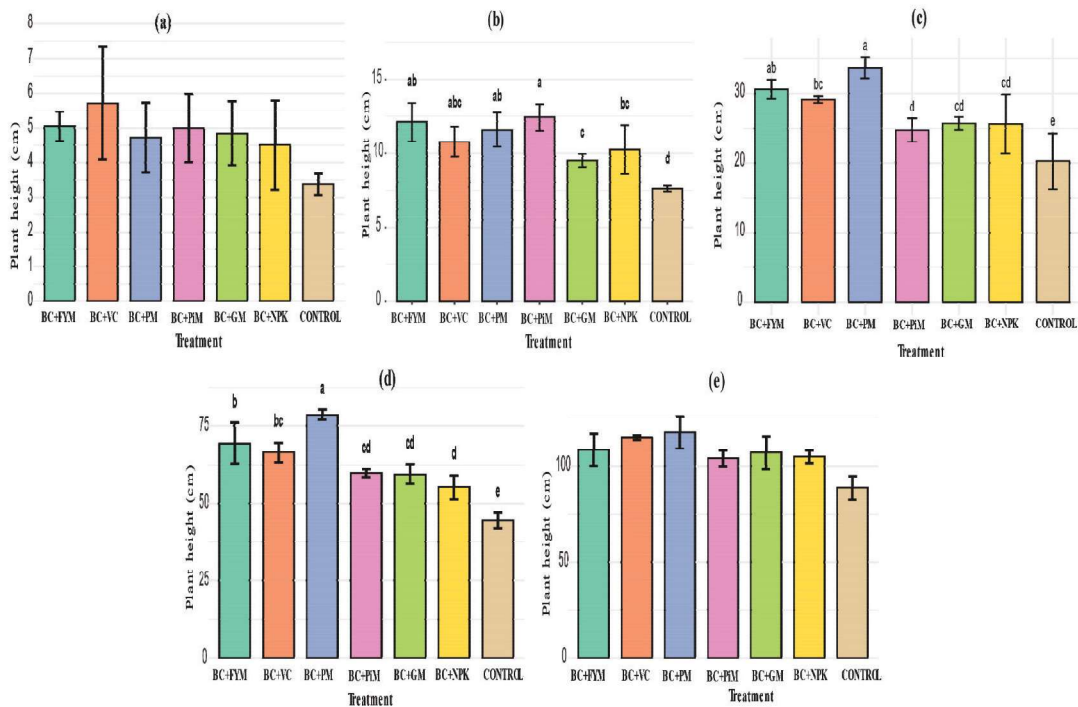 (a)
Plant height (cm)
8
7
6
5
4
3
2
1
0
BC+FYM BC+VC BC+PM BC+PiM BC+GM BC+NPK CONTROL
Treatment
(b)
Plant height (cm)
15
10
5
0
ab abc ab a c bc d
BC+FYM BC+VC BC+PM BC+PiM BC+GM BC+NPK CONTROL
Treatment
(c)
Plant height (cm)
30
20
10
0
ab bc a d cd cd e
BC+FYM BC+VC BC+PM BC+PiM BC+GM BC+NPK CONTROL
Treatment
(d)
Plant height (cm)
75
50
25
0
b bc a cd cd d e
BC+FYM BC+VC BC+PM BC+PiM BC+GM BC+NPK CONTROL
Treatment
(e)
Plant height (cm)
100
50
0
BC+FYM BC+VC BC+PM BC+PiM BC+GM BC+NPK CONTROL
Treatment